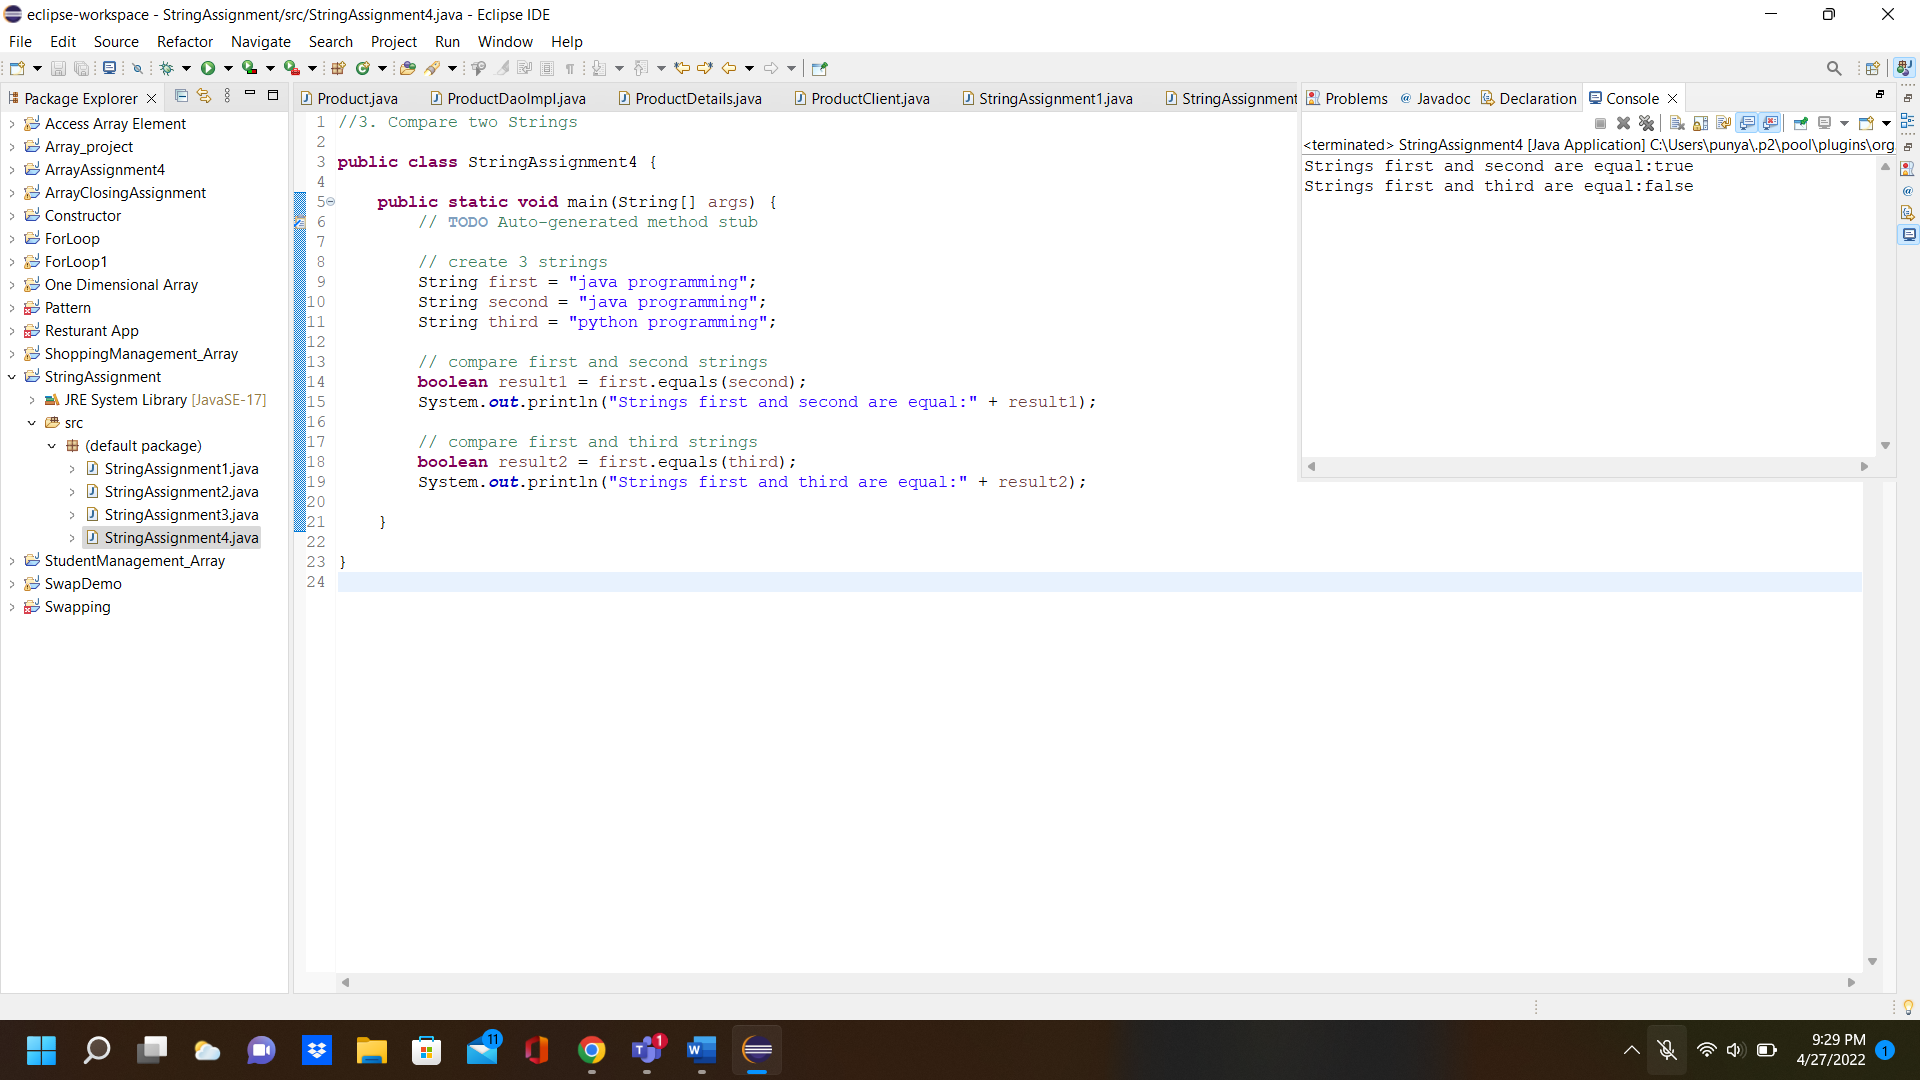 eclipse-workspace - StringAssignment/src/StringAssignment4.java - Eclipse IDE
File Edit Source Refactor Navigate Search Project Run Window Help
Package Explorer
Access Array Element
Array_project
ArrayAssignment4
ArrayClosingAssignment
Constructor
ForLoop
ForLoop1
One Dimensional Array
Pattern
Resturant App
ShoppingManagement_Array
StringAssignment
JRE System Library [JavaSE-17]
src
(default package)
StringAssignment1.java
StringAssignment2.java
StringAssignment3.java
StringAssignment4.java
StudentManagement_Array
SwapDemo
Swapping
Product.java ProductDaoImpl.java ProductDetails.java ProductClient.java StringAssignment1.java StringAssignment
1 //3. Compare two Strings
2
3 public class StringAssignment4 {
4
5 public static void main(String[] args) {
6 // TODO Auto-generated method stub
7
8 // create 3 strings
9 String first = "java programming";
10 String second = "java programming";
11 String third = "python programming";
12
13 // compare first and second strings
14 boolean result1 = first.equals(second);
15 System.out.println("Strings first and second are equal:" + result1);
16
17 // compare first and third strings
18 boolean result2 = first.equals(third);
19 System.out.println("Strings first and third are equal:" + result2);
20
21 }
22
23 }
24
Problems Javadoc Declaration Console
<terminated> StringAssignment4 [Java Application] C:\Users\punya\.p2\pool\plugins\org
Strings first and second are equal:true
Strings first and third are equal:false
11
1
9:29 PM
4/27/2022
1